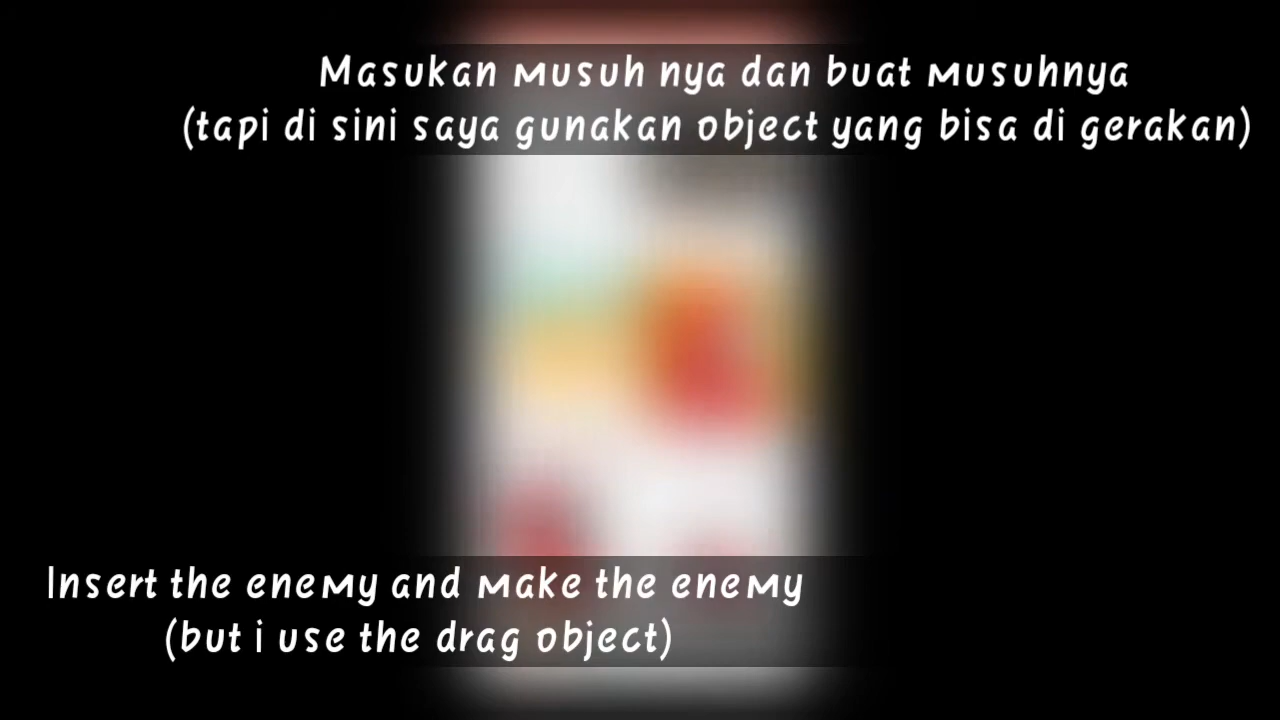 Masukan musuh nya dan buat musuhnya
(tapi di sini saya gunakan object yang bisa di gerakan)
Insert the enemy and make the enemy
(but i use the drag object)